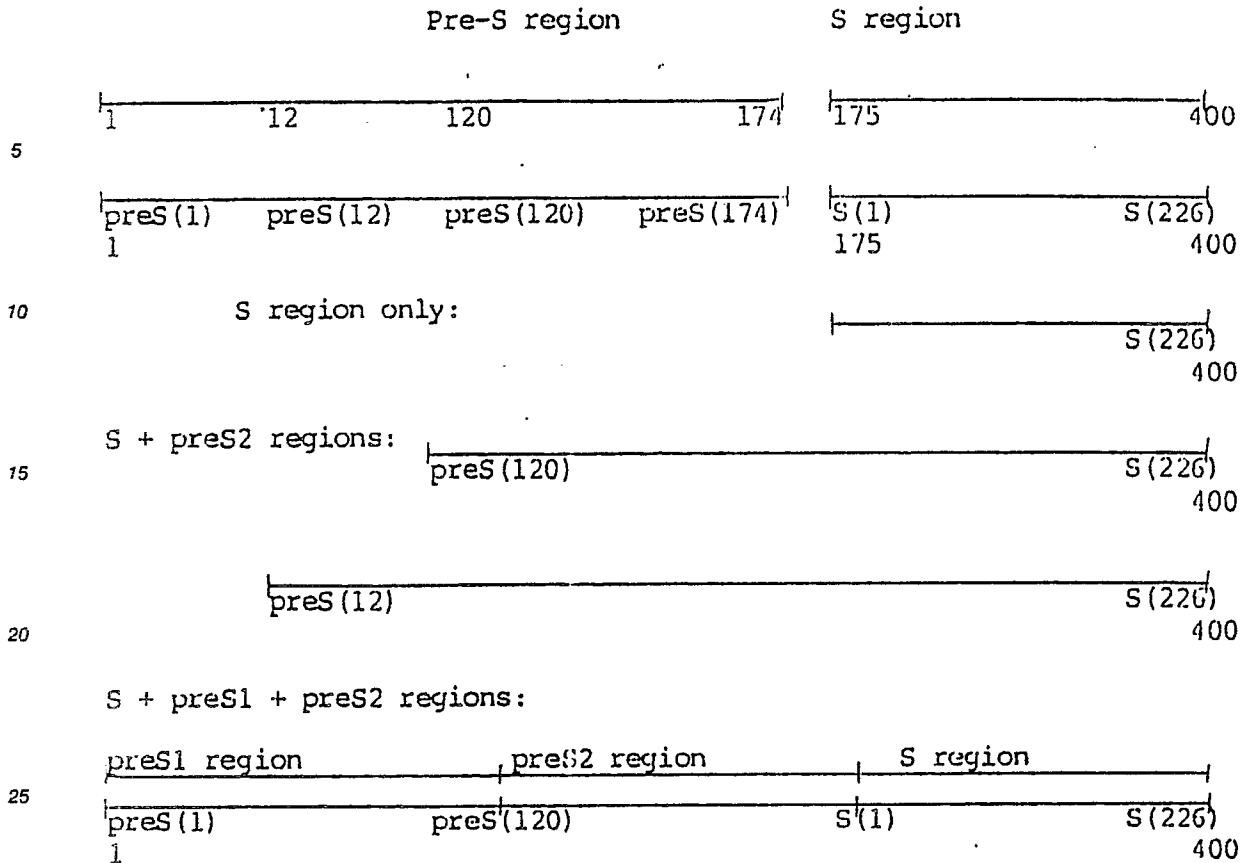 Pre-S region S region
1 12 120 174 175 400
5
preS(1) preS(12) preS(120) preS(174) S(1) S(226)
1 175 400
10 S region only:
S(226)
400
S + preS2 regions:
15 preS(120) S(226)
400
preS(12) S(226)
20 400
S + preS1 + preS2 regions:
preS1 region preS2 region S region
25
preS(1) preS(120) S(1) S(226)
1 400